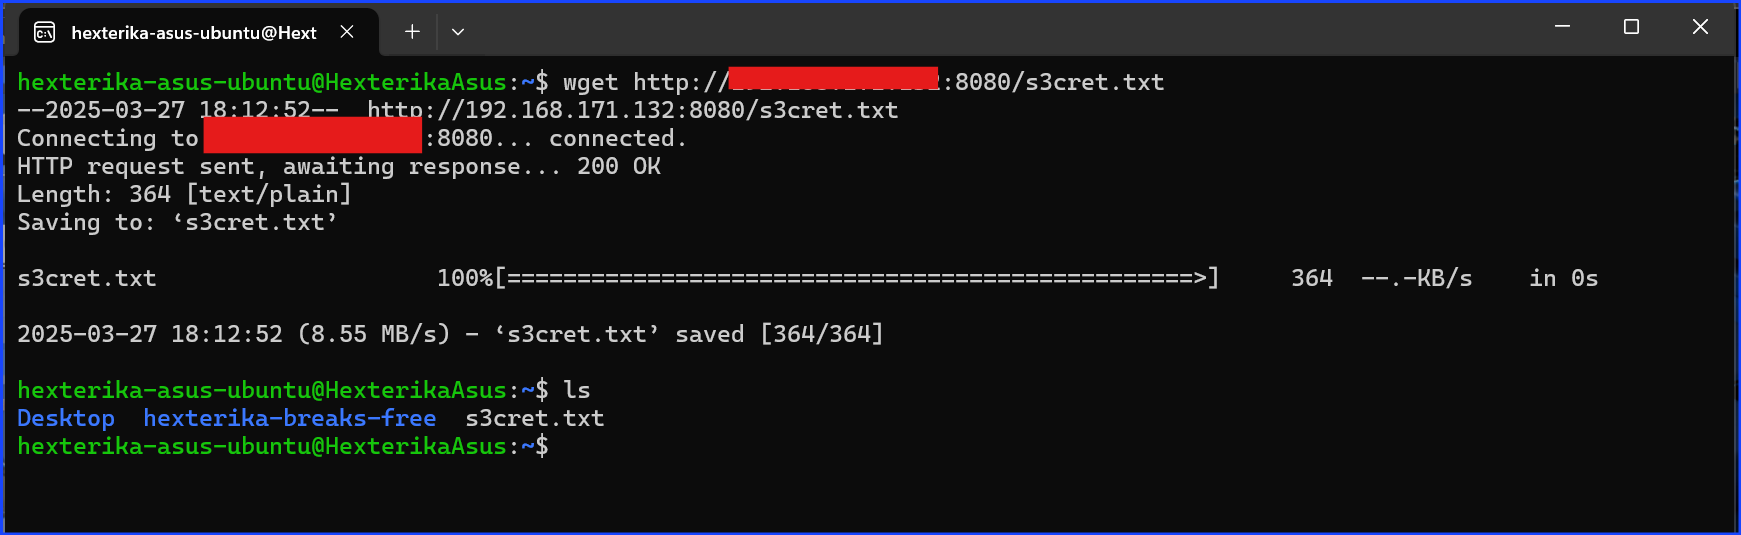 hexterika-asus-ubuntu@Hext
hexterika-asus-ubuntu@HexterikaAsus:~$ wget http://:8080/s3cret.txt
--2025-03-27 18:12:52--  http://192.168.171.132:8080/s3cret.txt
Connecting to :8080... connected.
HTTP request sent, awaiting response... 200 OK
Length: 364 [text/plain]
Saving to: ‘s3cret.txt’
s3cret.txt                    100%[=================================================>]     364  --.-KB/s    in 0s
2025-03-27 18:12:52 (8.55 MB/s) - ‘s3cret.txt’ saved [364/364]
hexterika-asus-ubuntu@HexterikaAsus:~$ ls
Desktop  hexterika-breaks-free  s3cret.txt
hexterika-asus-ubuntu@HexterikaAsus:~$